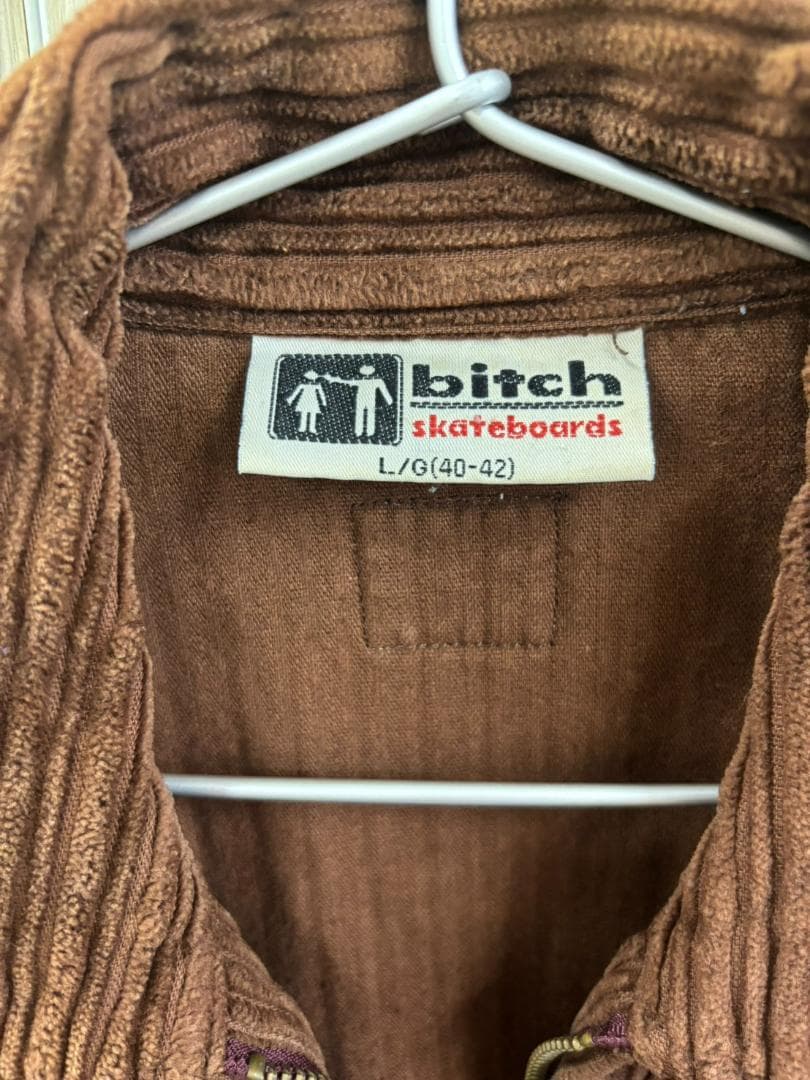 bitch
skateboards
L/G(40-42)